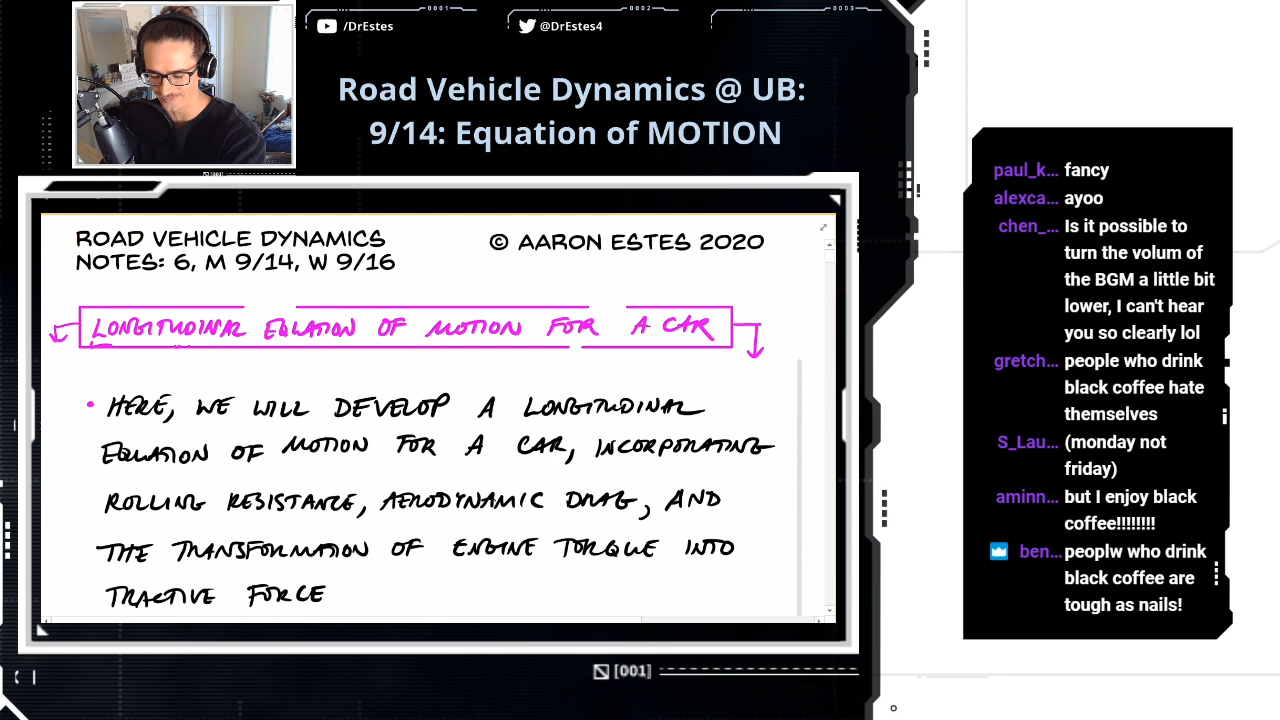 0001
0002
0003
/DrEstes
@DrEstes4
Road Vehicle Dynamics @ UB:
9/14: Equation of MOTION
[001]
ROAD VEHICLE DYNAMICS
NOTES: 6, M 9/14, W 9/16
© AARON ESTES 2020
LONGITUDINAL EQUATION OF MOTION FOR A CAR
• HERE, WE WILL DEVELOP A LONGITUDINAL
EQUATION OF MOTION FOR A CAR, INCORPORATING
ROLLING RESISTANCE, AERODYNAMIC DRAG, AND
THE TRANSFORMATION OF ENGINE TORQUE INTO
TRACTIVE FORCE
[001]
paul_k... fancy
alexca... ayoo
chen_... Is it possible to
turn the volum of
the BGM a little bit
lower, I can't hear
you so clearly lol
gretch... people who drink
black coffee hate
themselves
S_Lau... (monday not
friday)
aminn... but I enjoy black
coffee!!!!!!!!
ben... peoplw who drink
black coffee are
tough as nails!